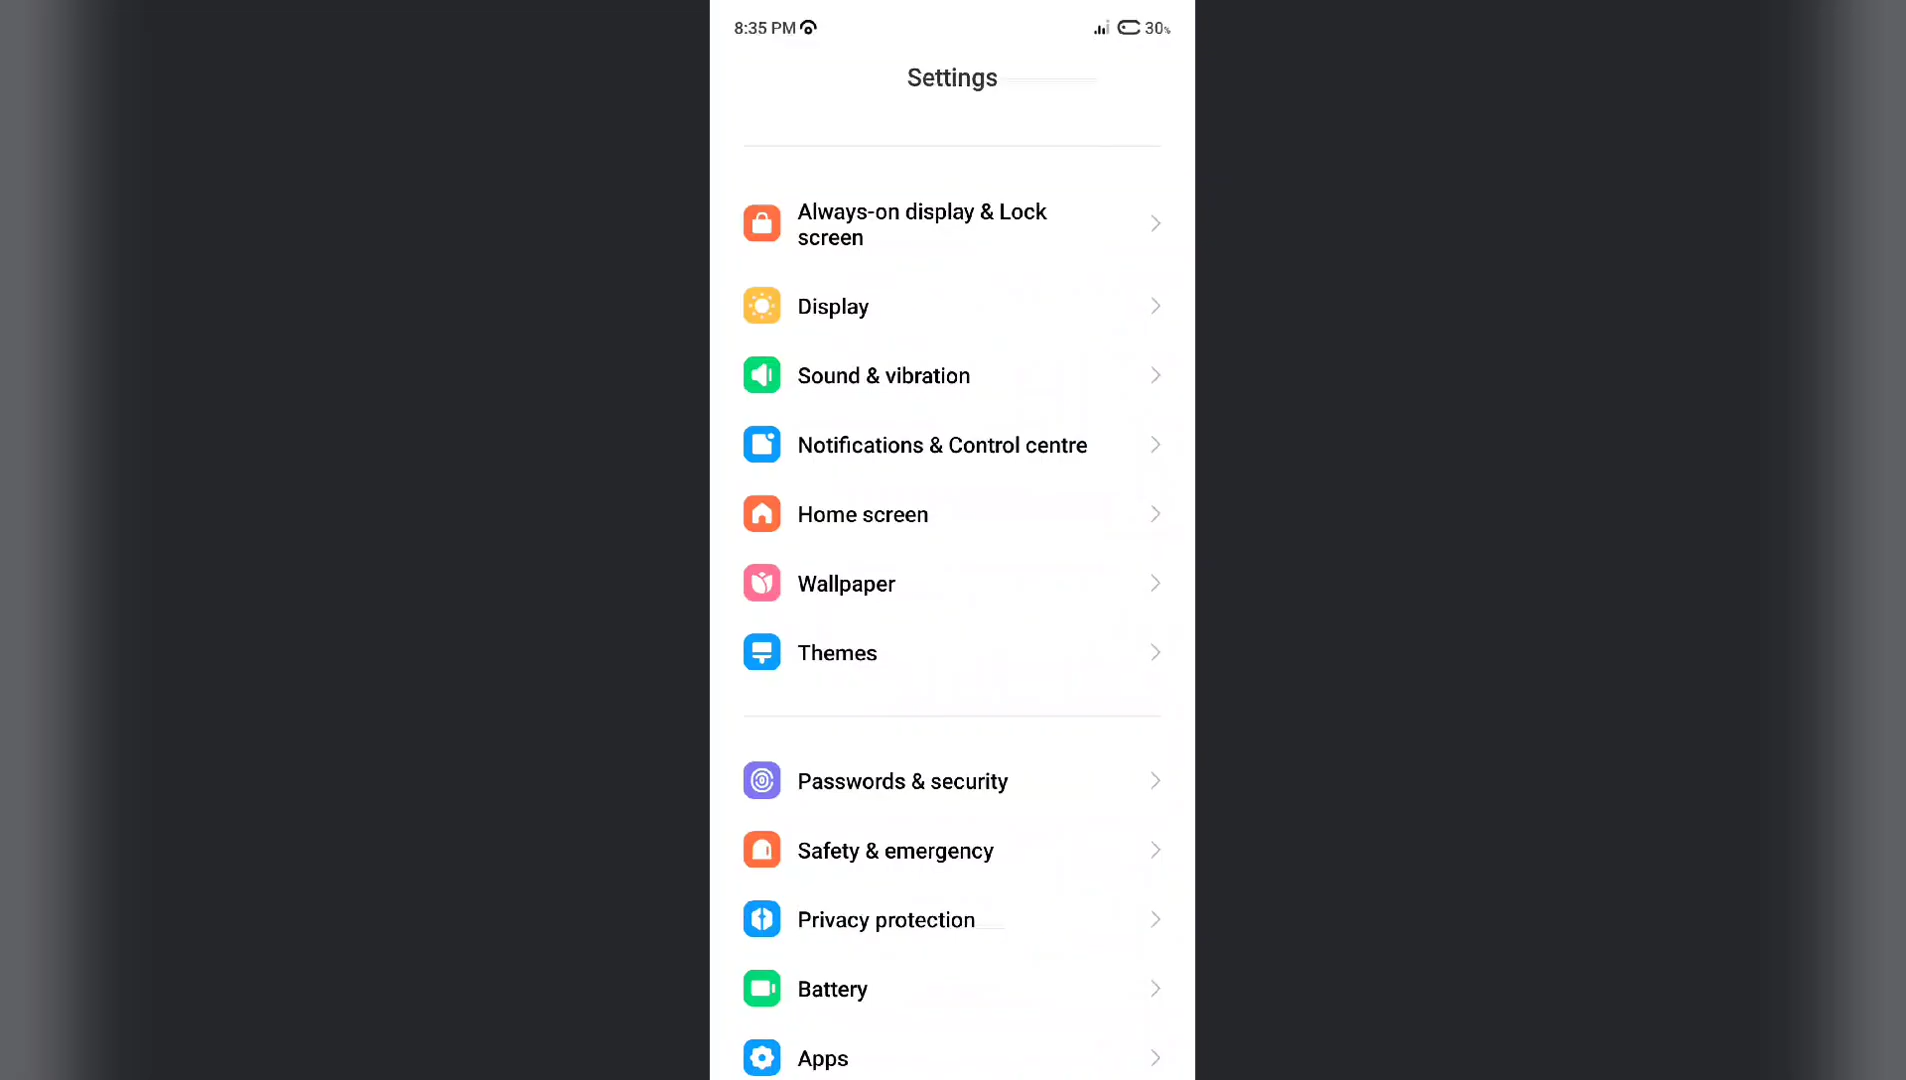 8:35 PM
30%
Settings
Always-on display & Lock
screen
Display
Sound & vibration
Notifications & Control centre
Home screen
Wallpaper
Themes
Passwords & security
Safety & emergency
Privacy protection
Battery
Apps